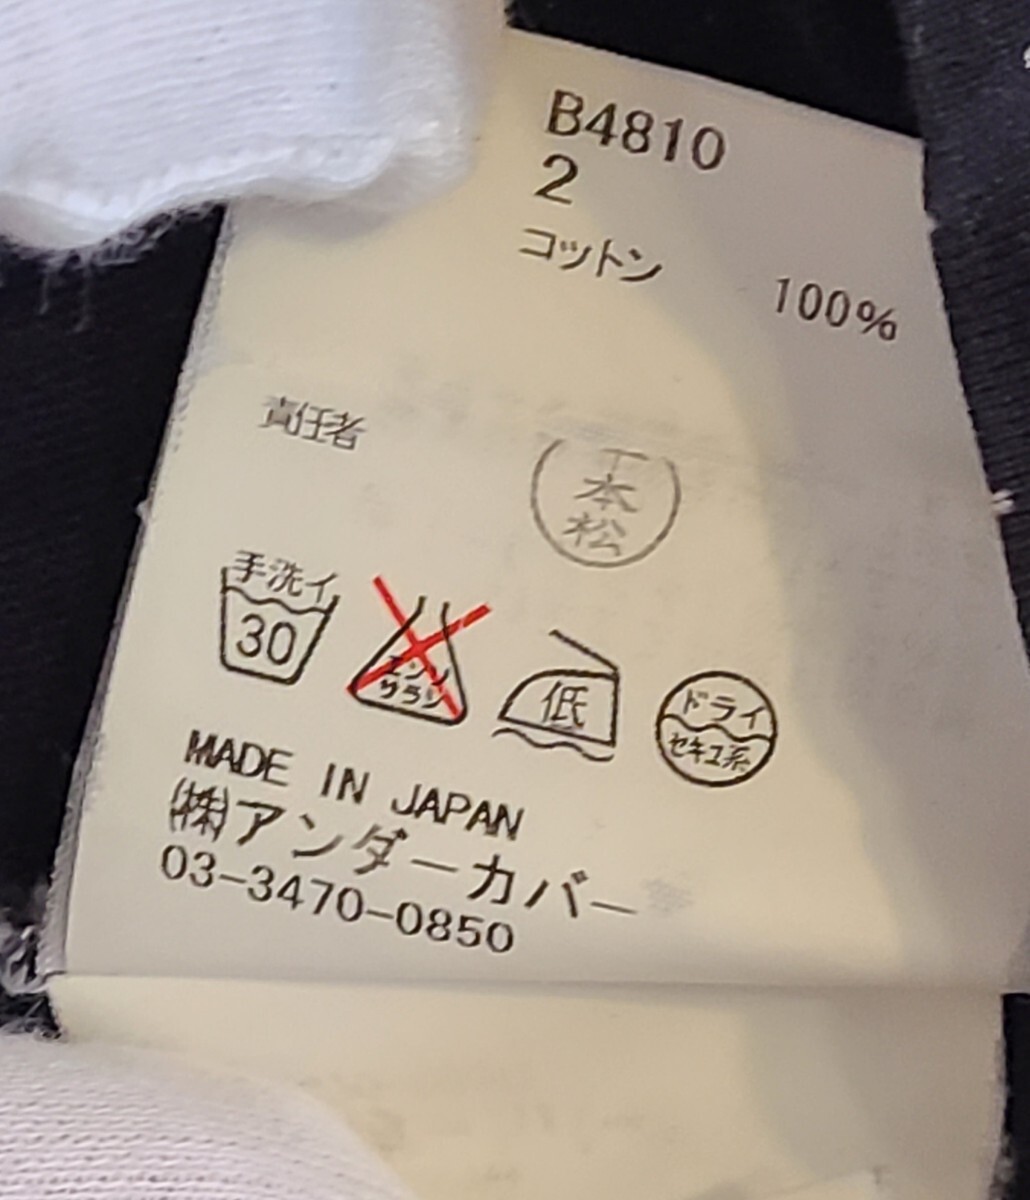 B4810
2
コットン 100%
責任者
本
松
手洗イ
30
エンソ
サラシ
低
ドライ
セキユ系
MADE IN JAPAN
(株)アンダーカバー
03-3470-0850